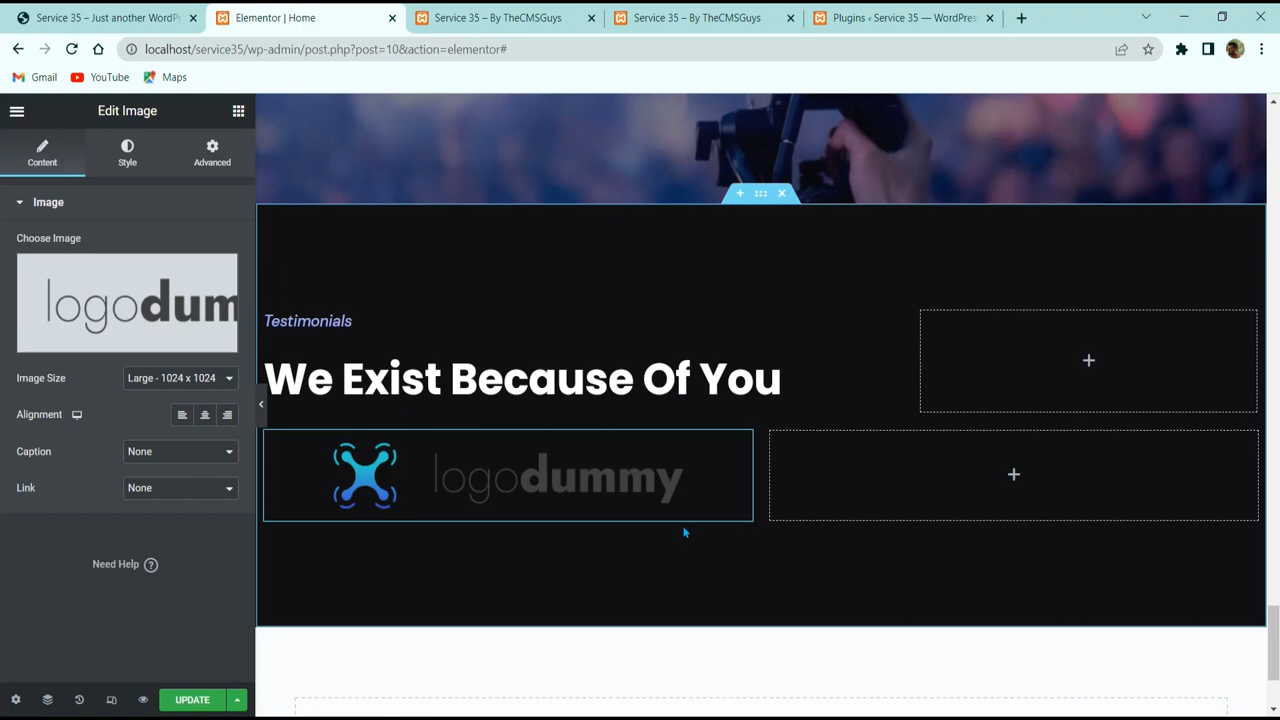 Service 35 – Just another WordPr
Elementor | Home
Service 35 – By TheCMSGuys
Service 35 – By TheCMSGuys
Plugins ‹ Service 35 — WordPres
localhost/service35/wp-admin/post.php?post=10&action=elementor#
Gmail
YouTube
Maps
Edit Image
Content
Style
Advanced
Image
Choose Image
logodum
Image Size
Large - 1024 x 1024
Alignment
Caption
None
Link
None
Need Help ?
UPDATE
Testimonials
We Exist Because Of You
logodummy